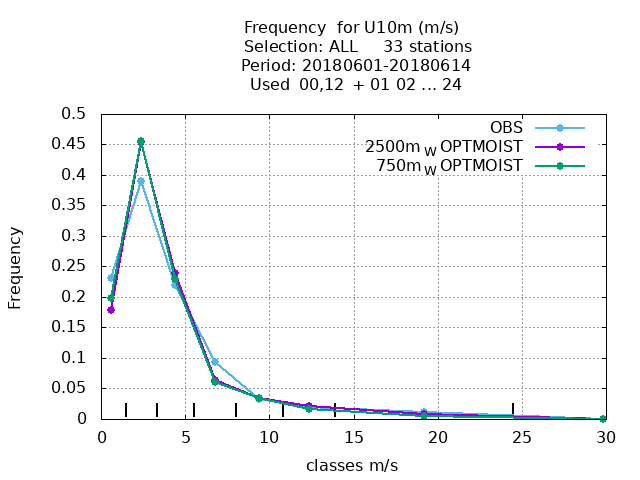 Frequency  for U10m (m/s)
Selection: ALL     33 stations
Period: 20180601-20180614
Used  00,12  + 01 02 ... 24
OBS
2500m_W OPTMOIST
750m_W OPTMOIST
0.5
0.45
0.4
0.35
0.3
0.25
0.2
0.15
0.1
0.05
0
Frequency
0 5 10 15 20 25 30
classes m/s